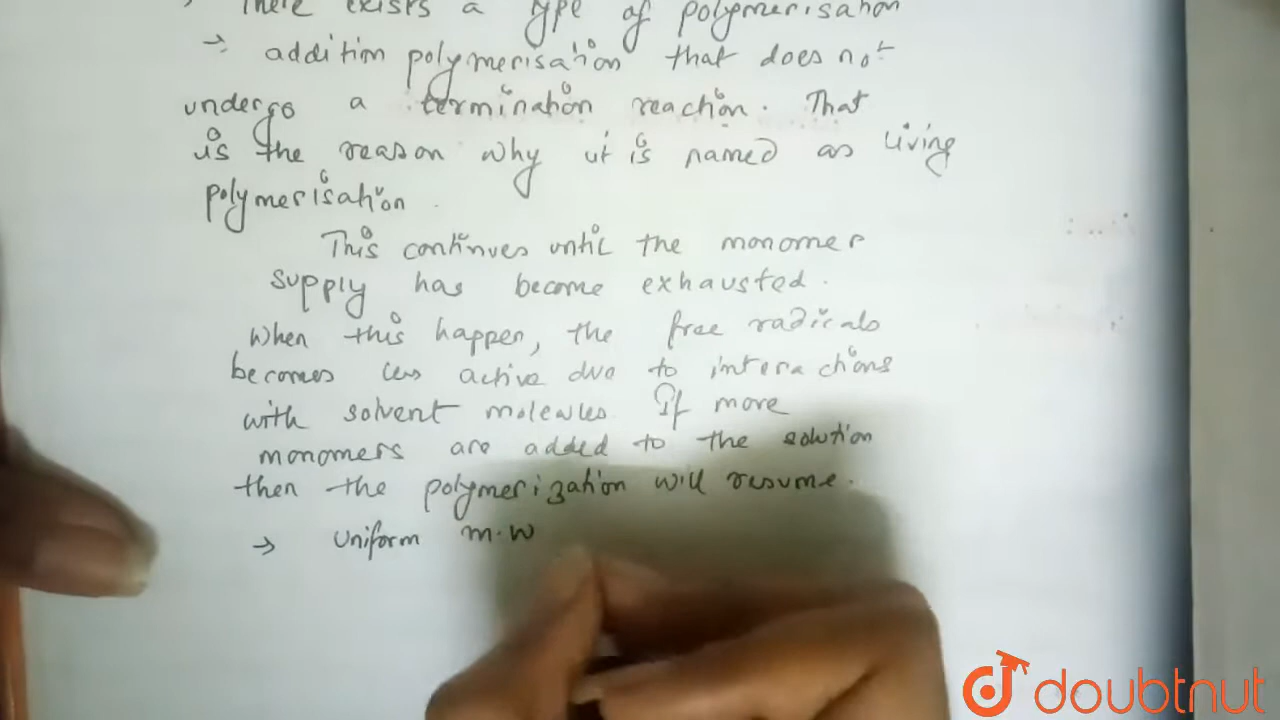 There exists a type of polymerisation
→ addition polymerisation that does not
undergo a termination reaction. That
is the reason why it is named as living
polymerisation.
This continues until the monomer
supply has become exhausted.
When this happen, the free radicals
becomes less active due to interactions
with solvent molecules If more
monomers are added to the solution
then the polymerization will resume.
→ uniform m.w
doubtnut